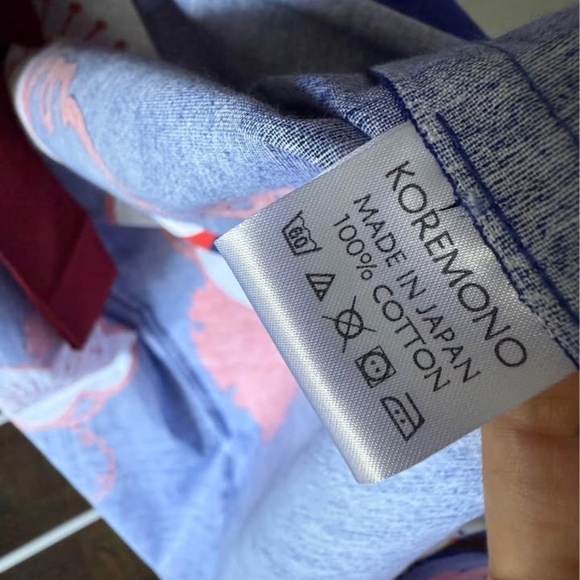 KOREMONO
MADE IN JAPAN
100% COTTON
60